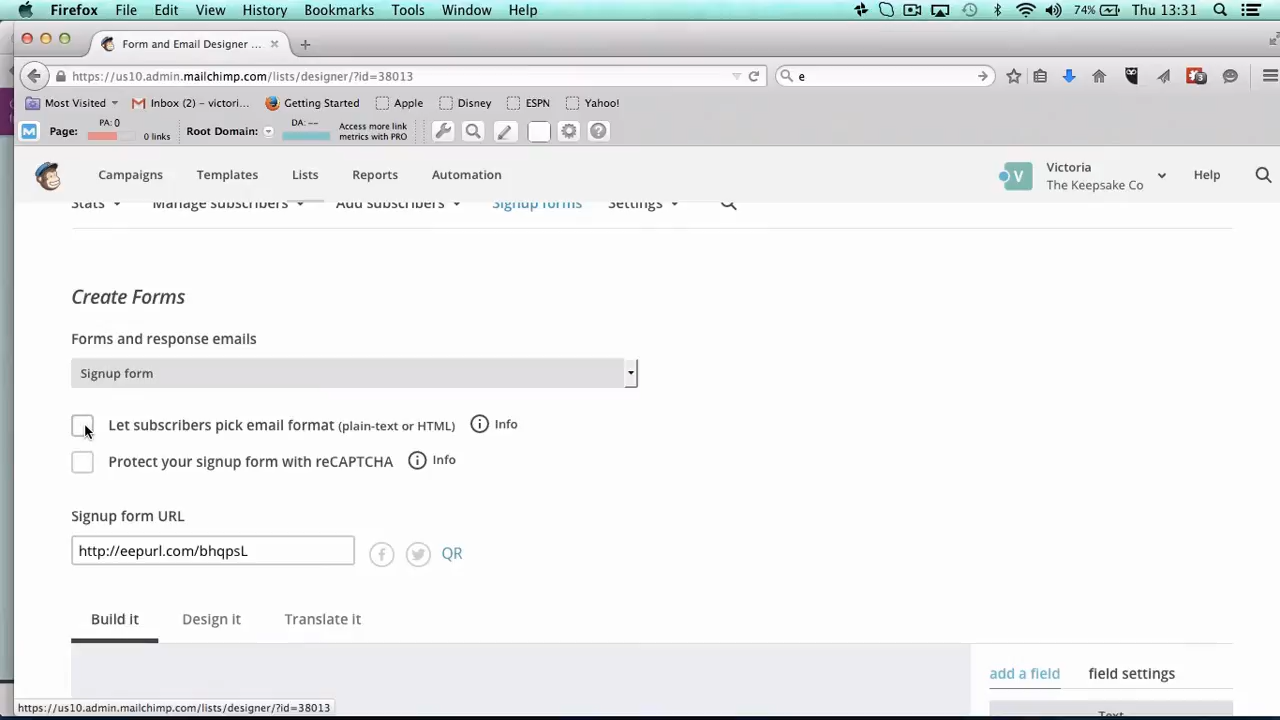 Firefox File Edit View History Bookmarks Tools Window Help 74% Thu 13:31
Form and Email Designer ...
https://us10.admin.mailchimp.com/lists/designer/?id=38013 e 3
Most Visited Inbox (2) – victori... Getting Started Apple Disney ESPN Yahoo!
M Page: PA: 0 0 links Root Domain: DA: -- Access more link metrics with PRO
Campaigns Templates Lists Reports Automation V Victoria The Keepsake Co Help
Stats Manage subscribers Add subscribers Signup forms Settings
Create Forms
Forms and response emails
Signup form
Let subscribers pick email format (plain-text or HTML) Info
Protect your signup form with reCAPTCHA Info
Signup form URL
http://eepurl.com/bhqpsL QR
Build it Design it Translate it
add a field field settings
https://us10.admin.mailchimp.com/lists/designer/?id=38013 Text